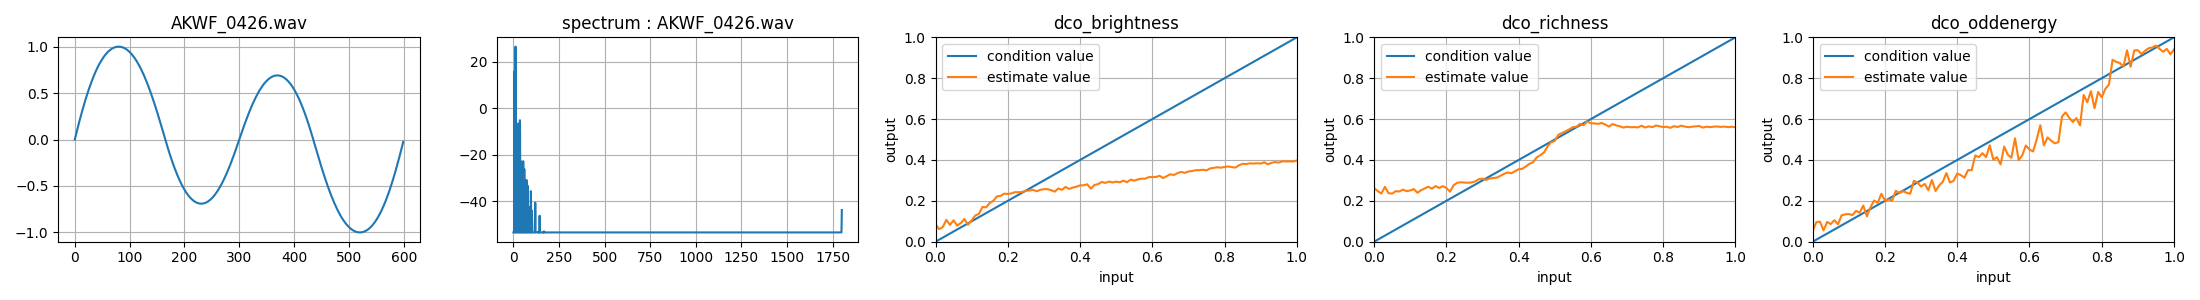 AKWF_0426.wav
1.0
0.5
0.0
−0.5
−1.0
0 100 200 300 400 500 600
spectrum : AKWF_0426.wav
20
0
−20
−40
0 250 500 750 1000 1250 1500 1750
dco_brightness
condition value
estimate value
output
1.0
0.8
0.6
0.4
0.2
0.0
0.0 0.2 0.4 0.6 0.8 1.0
input
dco_richness
condition value
estimate value
output
1.0
0.8
0.6
0.4
0.2
0.0
0.0 0.2 0.4 0.6 0.8 1.0
input
dco_oddenergy
condition value
estimate value
output
1.0
0.8
0.6
0.4
0.2
0.0
0.0 0.2 0.4 0.6 0.8 1.0
input